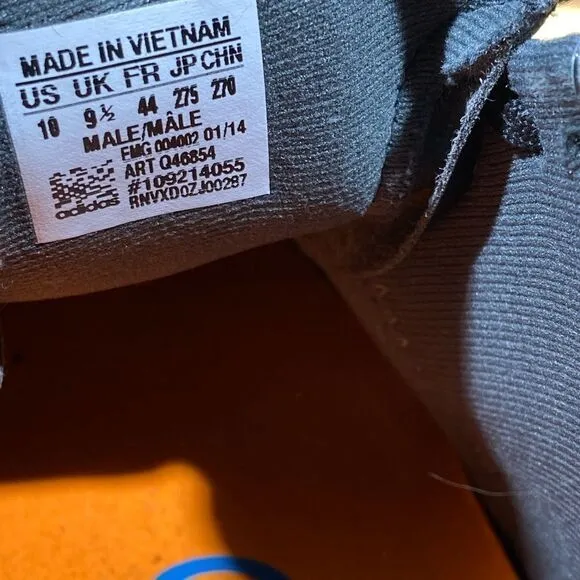 MADE IN VIETNAM
US UK FR JP CHN
10 9½ 44 275 270
MALE/MÂLE
EMG 004002 01/14
ART Q46854
#109214055
RNVXD0ZJ00287
adidas